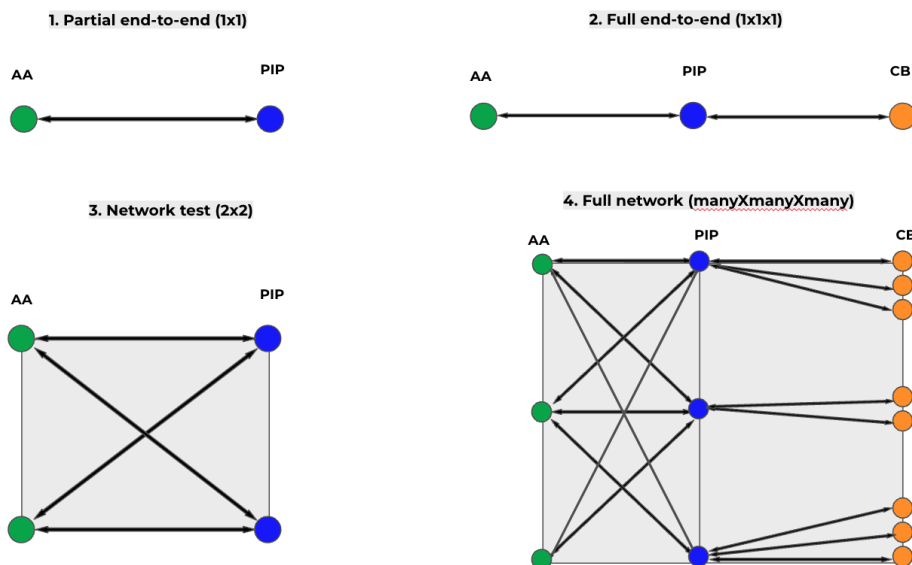 1. Partial end-to-end (1x1)
AA
PIP
2. Full end-to-end (1x1x1)
AA
PIP
CB
3. Network test (2x2)
AA
PIP
4. Full network (manyXmanyXmany)
AA
PIP
CB